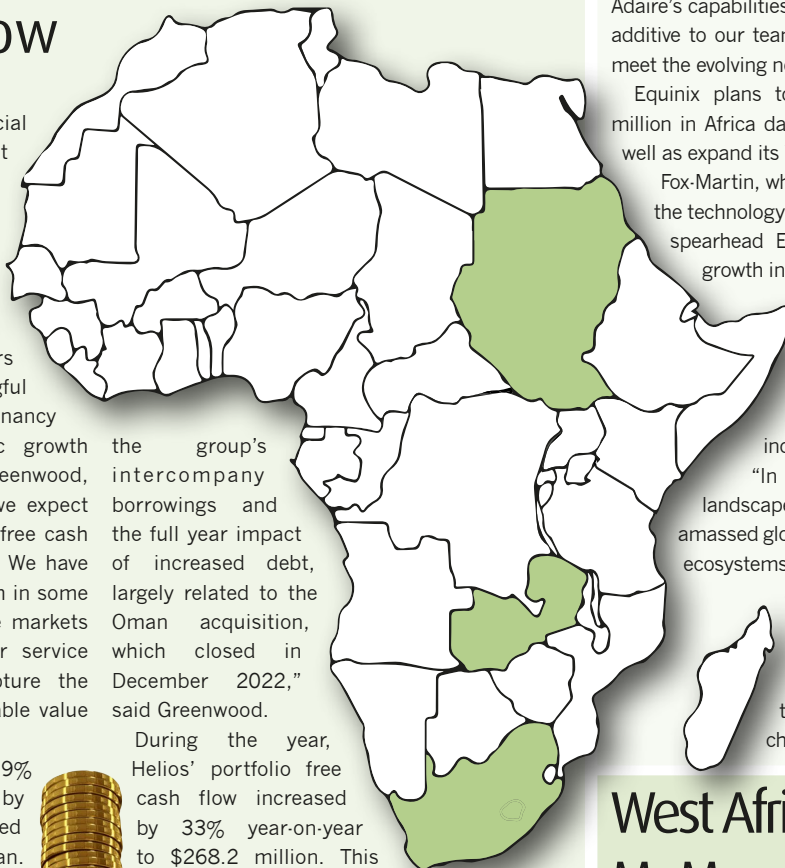 ow
cial
t
rs
gful
nancy
c growth
eenwood,
ve expect
free cash
We have
n in some
e markets
r service
pture the
able value
9%
by
ed
an.
the group's
intercompany
borrowings and
the full year impact
of increased debt,
largely related to the
Oman acquisition,
which closed in
December 2022,"
said Greenwood.
During the year,
Helios' portfolio free
cash flow increased
by 33% year-on-year
to $268.2 million. This
Adaire's capabilities
additive to our tea
meet the evolving n
Equinix plans to
million in Africa da
well as expand its
Fox-Martin, wh
the technology
spearhead E
growth in
inc
"In
landscape
amassed glo
ecosystems
t
ch
West Afri